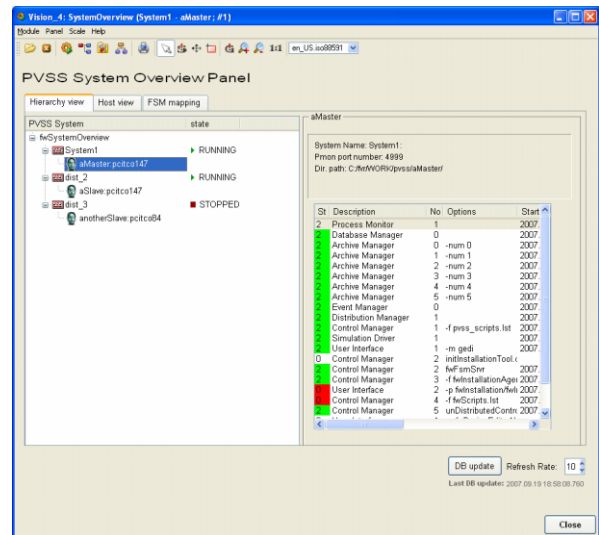 Vision_4: SystemOverview (System1 - aMaster; #1)
Module Panel Scale Help
1:1 en_US.iso88591
PVSS System Overview Panel
Hierarchy view Host view FSM mapping
PVSS System state
fwSystemOverview
System1 RUNNING
aMaster:pcitco147
dist_2 RUNNING
aSlave:pcitco147
dist_3 STOPPED
anotherSlave:pcitco84
aMaster
System Name: System1:
Pmon port number: 4999
Dir. path: C:/fwWORK/pvss/aMaster/
St Description No Options Start
2 Process Monitor 1 2007.
2 Database Manager 0 2007.
2 Archive Manager 0 -num 0 2007.
2 Archive Manager 1 -num 1 2007.
2 Archive Manager 2 -num 2 2007.
2 Archive Manager 3 -num 3 2007.
2 Archive Manager 4 -num 4 2007.
2 Archive Manager 5 -num 5 2007.
2 Event Manager 0 2007.
2 Distribution Manager 1 2007.
2 Control Manager 1 -f pvss_scripts.lst 2007.
2 Simulation Driver 1 2007.
2 User Interface 1 -m gedi 2007.
0 Control Manager 2 initInstallationTool.c
2 Control Manager 2 fwFsmSrvr 2007.
2 Control Manager 3 -f fwInstallationAgen 2007.
0 User Interface 2 -p fwInstallation/fwIn 2007.
0 Control Manager 4 -f fwScripts.lst 2007.
2 Control Manager 5 unDistributedContro 2007.
DB update Refresh Rate: 10
Last DB update: 2007.09.19 18:58:08.760
Close